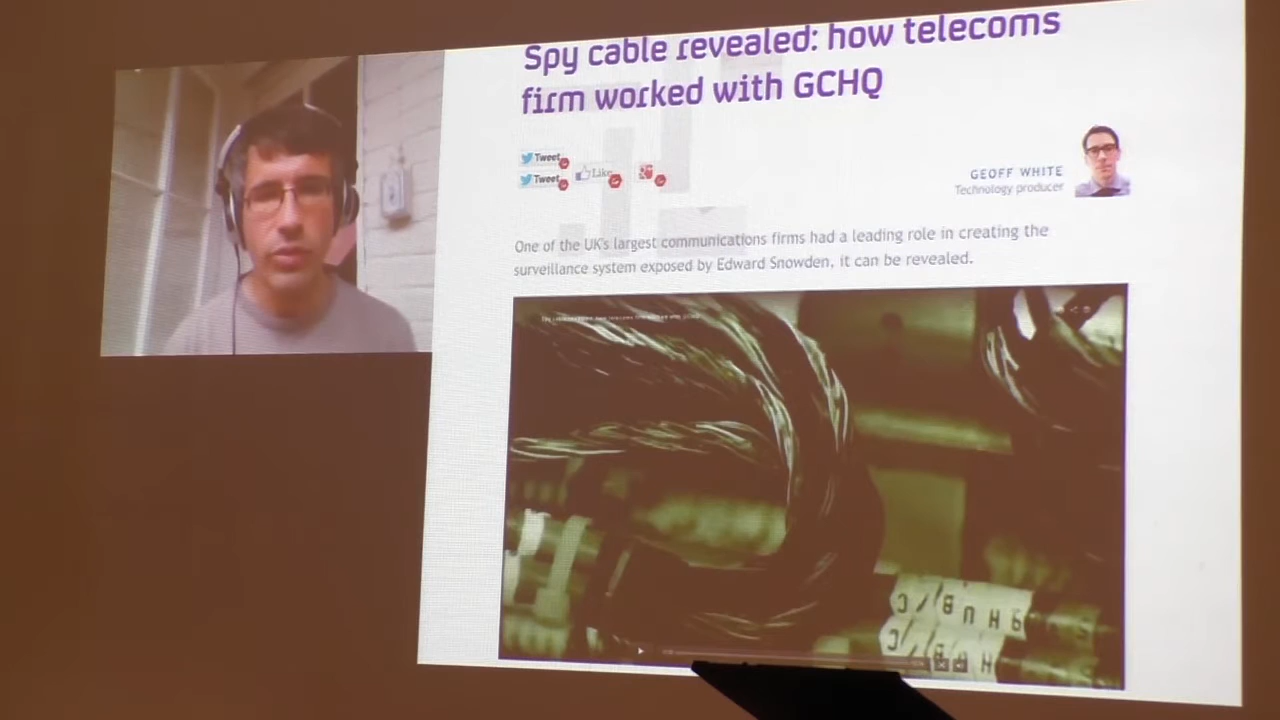 Spy cable revealed: how telecoms
firm worked with GCHQ
Tweet
Tweet
Like
GEOFF WHITE
Technology producer
One of the UK's largest communications firms had a leading role in creating the
surveillance system exposed by Edward Snowden, it can be revealed.